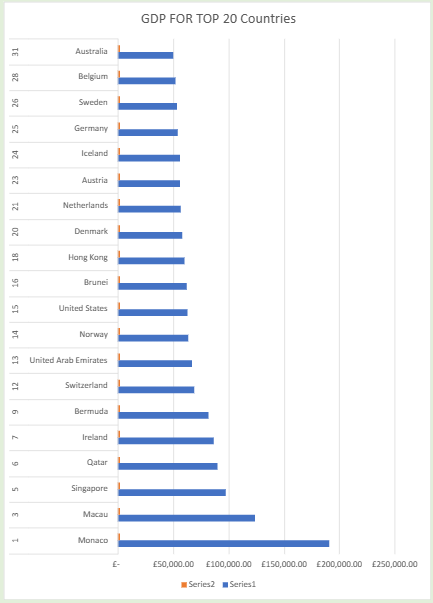 GDP FOR TOP 20 Countries
31 Australia
28 Belgium
26 Sweden
25 Germany
24 Iceland
23 Austria
21 Netherlands
20 Denmark
18 Hong Kong
16 Brunei
15 United States
14 Norway
13 United Arab Emirates
12 Switzerland
9 Bermuda
7 Ireland
6 Qatar
5 Singapore
3 Macau
1 Monaco
£- £50,000.00 £100,000.00 £150,000.00 £200,000.00 £250,000.00
Series2 Series1